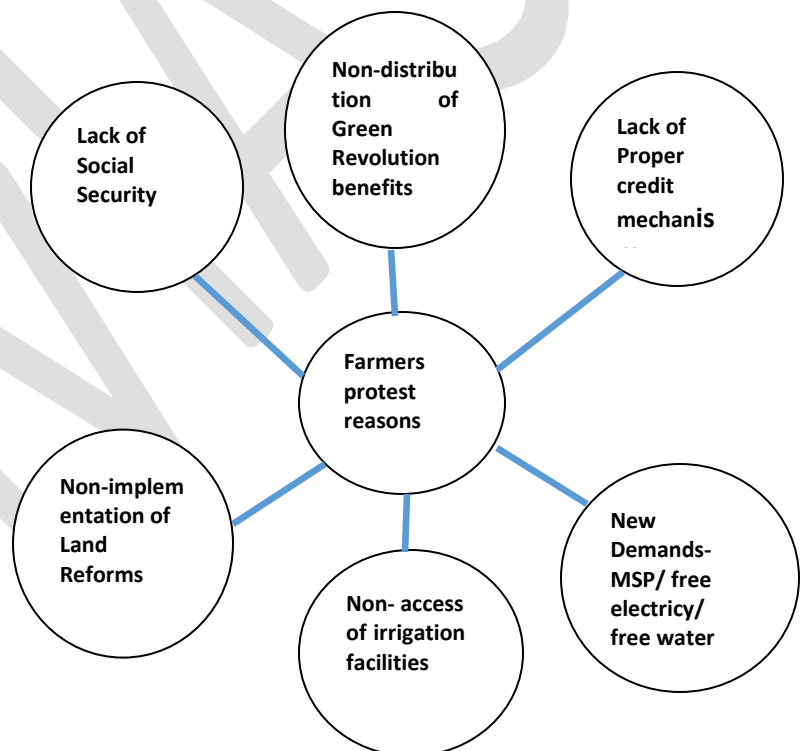 Non-distribu
tion of
Green
Revolution
benefits
Lack of
Social
Security
Lack of
Proper
credit
mechanis
Farmers
protest
reasons
Non-implem
entation of
Land
Reforms
New
Demands-
MSP/ free
electricy/
free water
Non- access
of irrigation
facilities